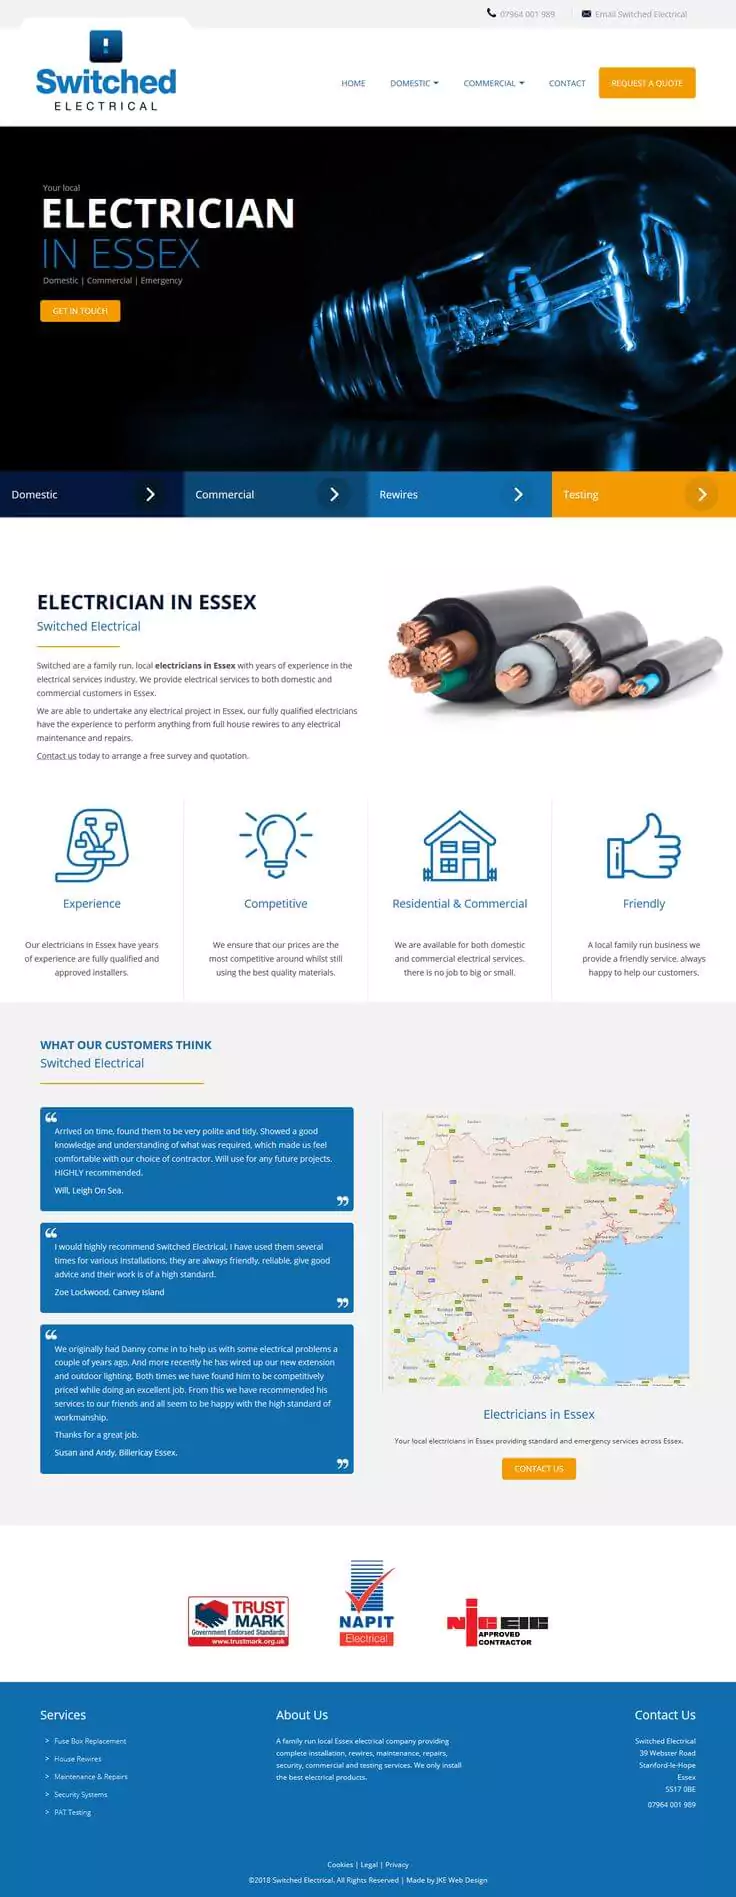 07964 001 989
Email Switched Electrical
Switched
ELECTRICAL
HOME
DOMESTIC
COMMERCIAL
CONTACT
REQUEST A QUOTE
Your local
ELECTRICIAN
IN ESSEX
Domestic | Commercial | Emergency
GET IN TOUCH
Domestic
Commercial
Rewires
Testing
ELECTRICIAN IN ESSEX
Switched Electrical
Switched are a family run, local electricians in Essex with years of experience in the
electrical services industry. We provide electrical services to both domestic and
commercial customers in Essex.
We are able to undertake any electrical project in Essex, our fully qualified electricians
have the experience to perform anything from full house rewires to any electrical
maintenance and repairs.
Contact us today to arrange a free survey and quotation.
Experience
Our electricians in Essex have years
of experience are fully qualified and
approved installers.
Competitive
We ensure that our prices are the
most competitive around whilst still
using the best quality materials.
Residential & Commercial
We are available for both domestic
and commercial electrical services.
there is no job to big or small.
Friendly
A local family run business we
provide a friendly service. always
happy to help our customers.
WHAT OUR CUSTOMERS THINK
Switched Electrical
Arrived on time, found them to be very polite and tidy. Showed a good
knowledge and understanding of what was required, which made us feel
comfortable with our choice of contractor. Will use for any future projects.
HIGHLY recommended.
Will, Leigh On Sea.
I would highly recommend Switched Electrical, I have used them several
times for various installations, they are always friendly, reliable, give good
advice and their work is of a high standard.
Zoe Lockwood, Canvey Island
We originally had Danny come in to help us with some electrical problems a
couple of years ago, And more recently he has wired up our new extension
and outdoor lighting. Both times we have found him to be competitively
priced while doing an excellent job. From this we have recommended his
services to our friends and all seem to be happy with the high standard of
workmanship.
Thanks for a great job.
Susan and Andy, Billericay Essex.
Electricians in Essex
Your local electricians in Essex providing standard and emergency services across Essex.
CONTACT US
TRUST
MARK
Government Endorsed Standards
www.trustmark.org.uk
NAPIT
Electrical
NICEIC
APPROVED
CONTRACTOR
Services
> Fuse Box Replacement
> House Rewires
> Maintenance & Repairs
> Security Systems
> PAT Testing
About Us
A family run local Essex electrical company providing
complete installation, rewires, maintenance, repairs,
security, commercial and testing services. We only install
the best electrical products.
Contact Us
Switched Electrical
39 Webster Road
Stanford-le-Hope
Essex
SS17 0BE
07964 001 989
Cookies | Legal | Privacy
©2018 Switched Electrical. All Rights Reserved | Made by JKE Web Design